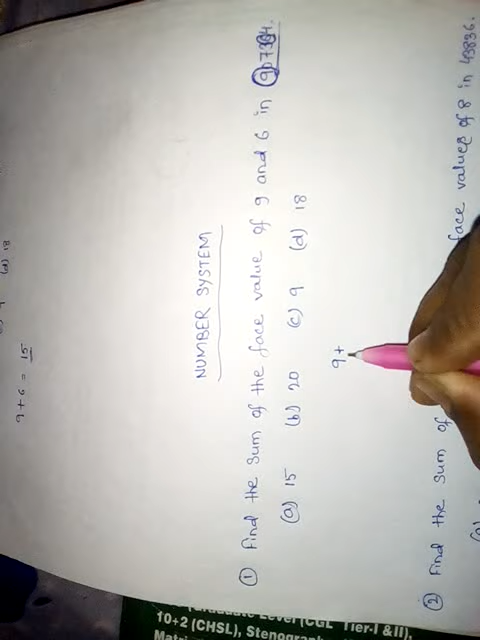 (d) 18
9 + 6 = 15
NUMBER SYSTEM
① Find the sum of the face value of 9 and 6 in
(a) 15 (b) 20 (c) 9 (d) 18
9+
② Find the sum of face values of 8 in 43836.
10+2 (CHSL), Stenogra